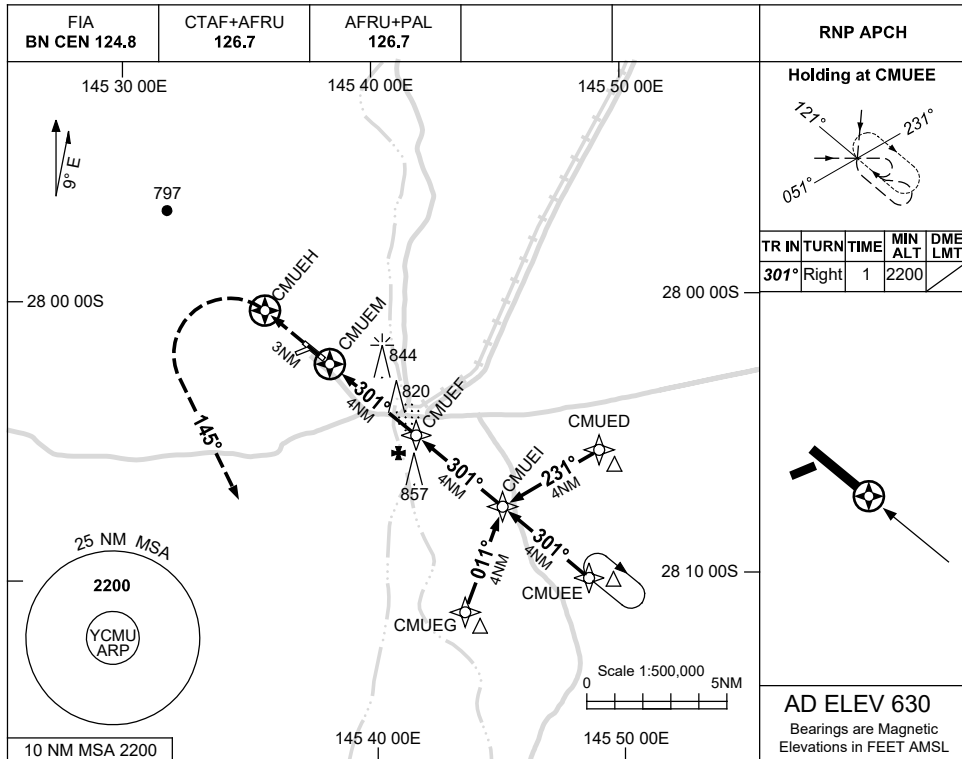 FIA
BN CEN 124.8
CTAF+AFRU
126.7
AFRU+PAL
126.7
RNP APCH
145 30 00E
145 40 00E
145 50 00E
9° E
797
28 00 00S
28 00 00S
CMUEH
CMUEM
3NM
844
820
301°
4NM
CMUEF
857
145°
301°
4NM
CMUEI
CMUED
231°
4NM
301°
4NM
011°
4NM
CMUEE
CMUEG
28 10 00S
25 NM MSA
2200
YCMU
ARP
10 NM MSA 2200
Scale 1:500,000
0
5NM
145 40 00E
145 50 00E
Holding at CMUEE
121°
231°
051°
TR IN TURN TIME MIN ALT DME LMT
301° Right 1 2200
AD ELEV 630
Bearings are Magnetic
Elevations in FEET AMSL